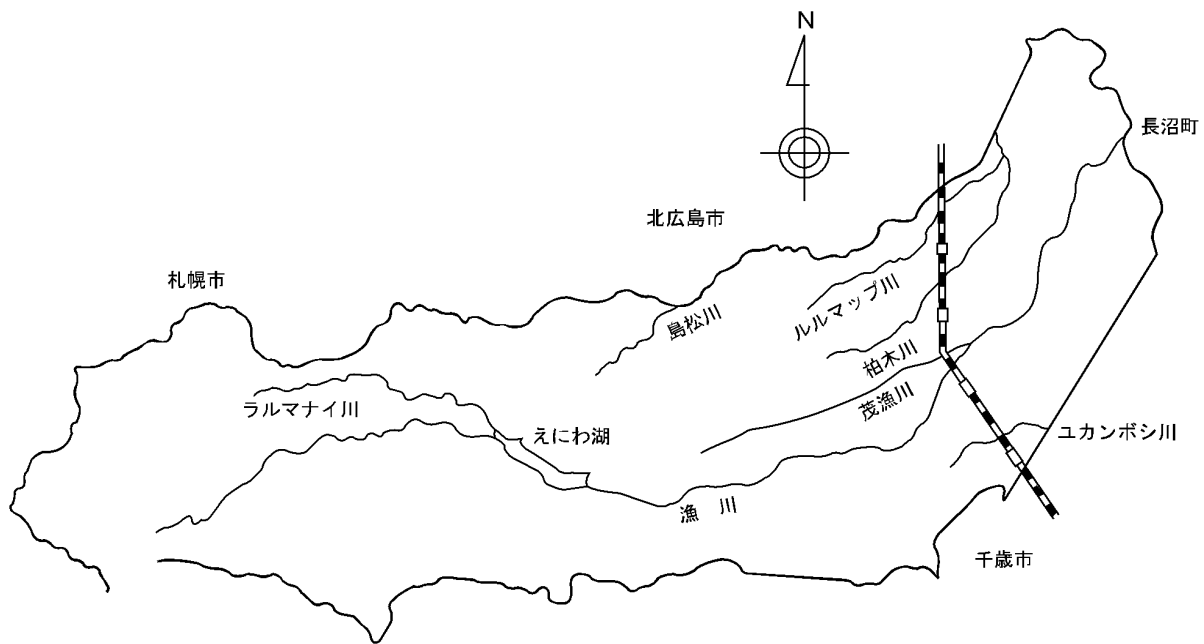 N
長沼町
北広島市
札幌市
ルルマップ川
島松川
柏木川
ラルマナイ川
茂漁川
えにわ湖
ユカンボシ川
漁 川
千歳市